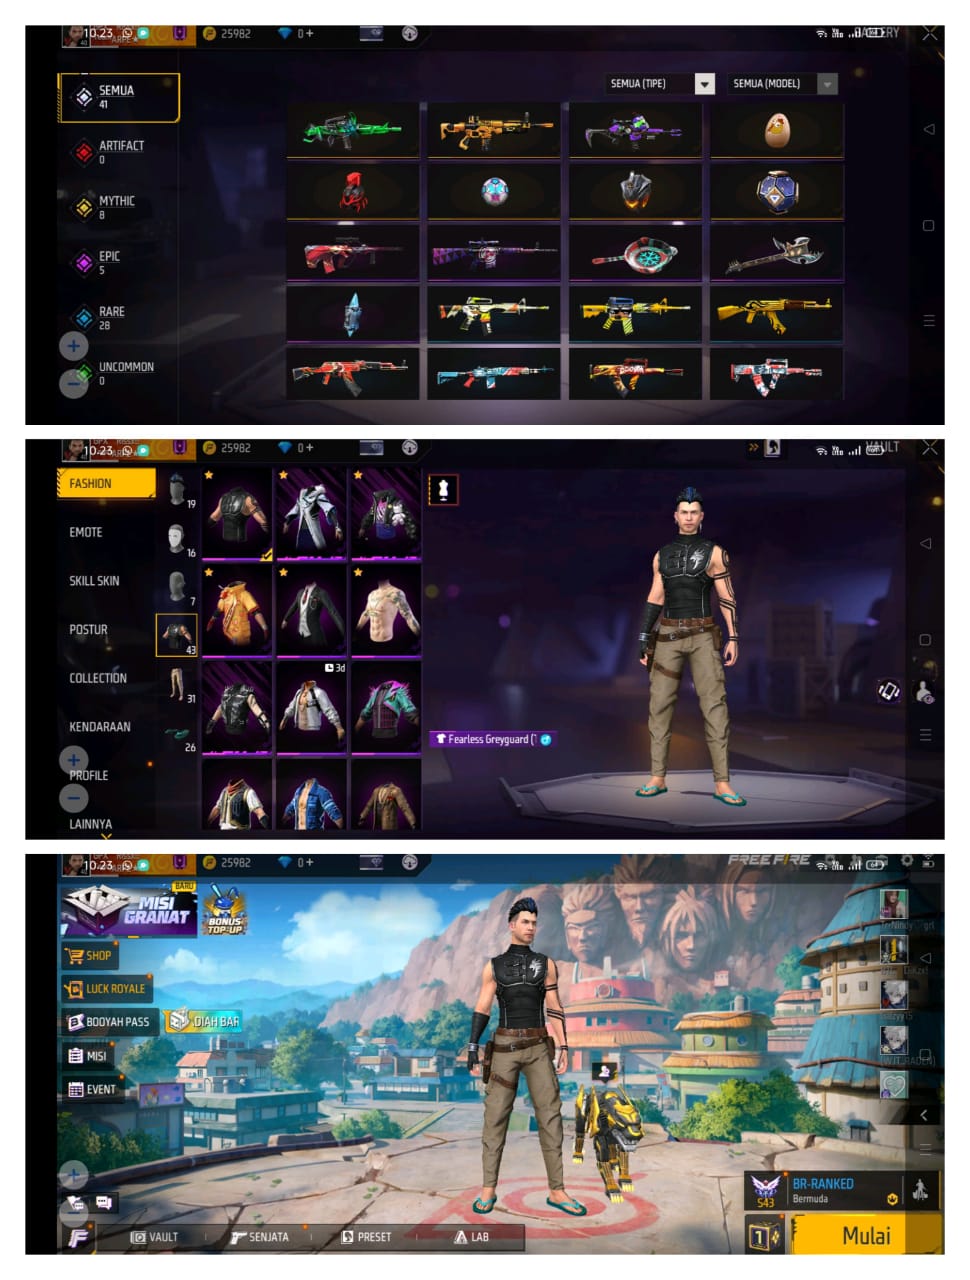 10.23
25982
0+
SEMUA
41
SEMUA (TIPE)
SEMUA (MODEL)
ARTIFACT
0
MYTHIC
8
EPIC
5
RARE
28
UNCOMMON
0
10.23
25982
0+
VAULT
FASHION
19
EMOTE
16
SKILL SKIN
7
POSTUR
43
COLLECTION
31
KENDARAAN
26
PROFILE
LAINNYA
3d
Fearless Greyguard
10.23
25982
0+
FREE FIRE
BARU
MISI
GRANAT
BONUS
TOP-UP
SHOP
LUCK ROYALE
BOOYAH PASS
MISI
EVENT
BR-RANKED
Bermuda
S43
1
Mulai
VAULT
SENJATA
PRESET
LAB